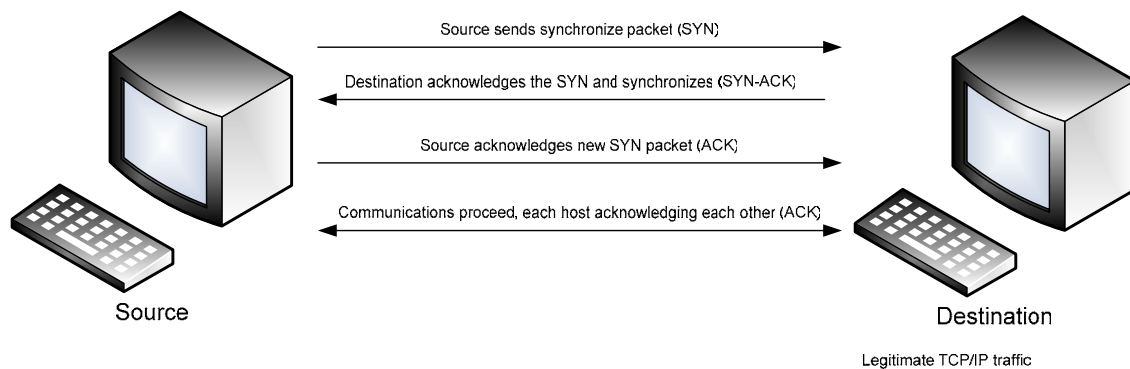 Source sends synchronize packet (SYN)
Destination acknowledges the SYN and synchronizes (SYN-ACK)
Source acknowledges new SYN packet (ACK)
Communications proceed, each host acknowledging each other (ACK)
Source
Destination
Legitimate TCP/IP traffic